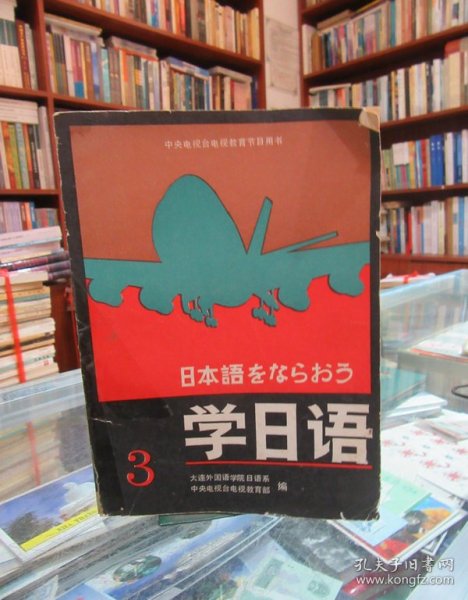 中央电视台电视教育节目用书
日本語をならおう
学日语
3
大连外国语学院日语系
中央电视台电视教育部
编
孔夫子旧书网
www.kongfz.com